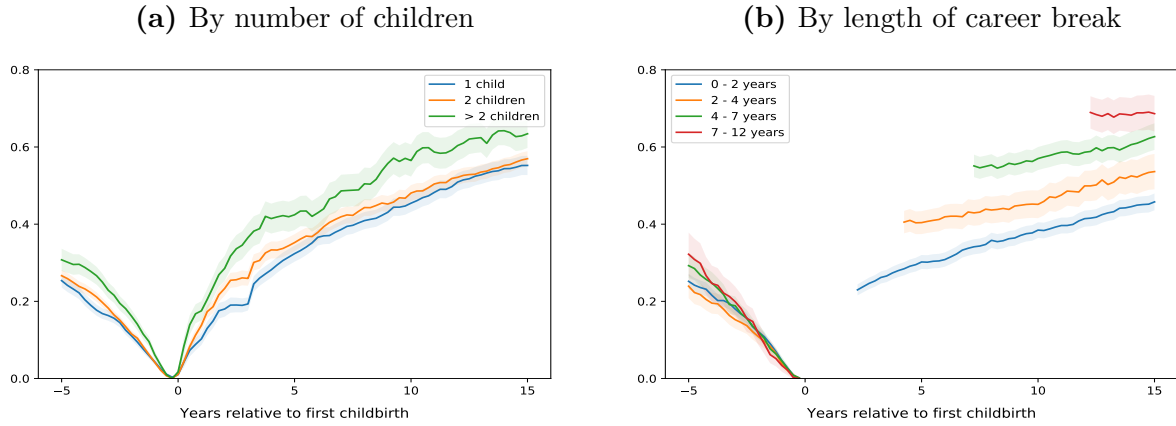 (a) By number of children
0.8
0.6
0.4
0.2
0.0
1 child
2 children
> 2 children
−5 0 5 10 15
Years relative to first childbirth
(b) By length of career break
0.8
0.6
0.4
0.2
0.0
0 - 2 years
2 - 4 years
4 - 7 years
7 - 12 years
−5 0 5 10 15
Years relative to first childbirth